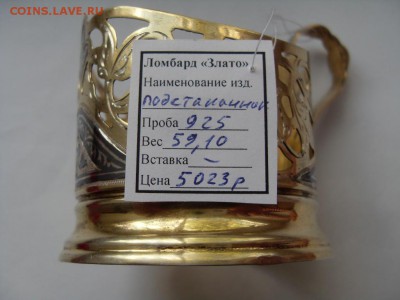 COINS.LAVE.RU
Ломбард «Злато»
Наименование изд.
подстаканник
Проба 925
Вес 59,10
Вставка –
Цена 5023р